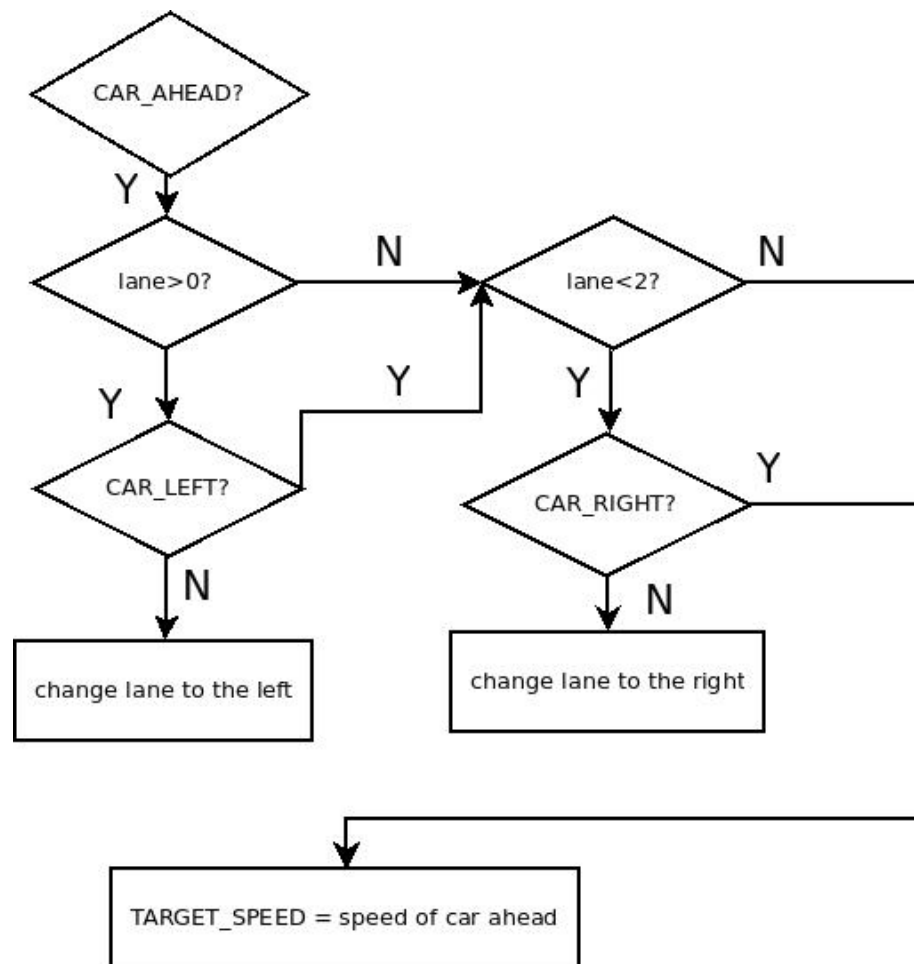 CAR_AHEAD?
Y
lane>0?
N
lane<2?
N
Y
Y
Y
CAR_LEFT?
CAR_RIGHT?
Y
N
N
change lane to the left
change lane to the right
TARGET_SPEED = speed of car ahead